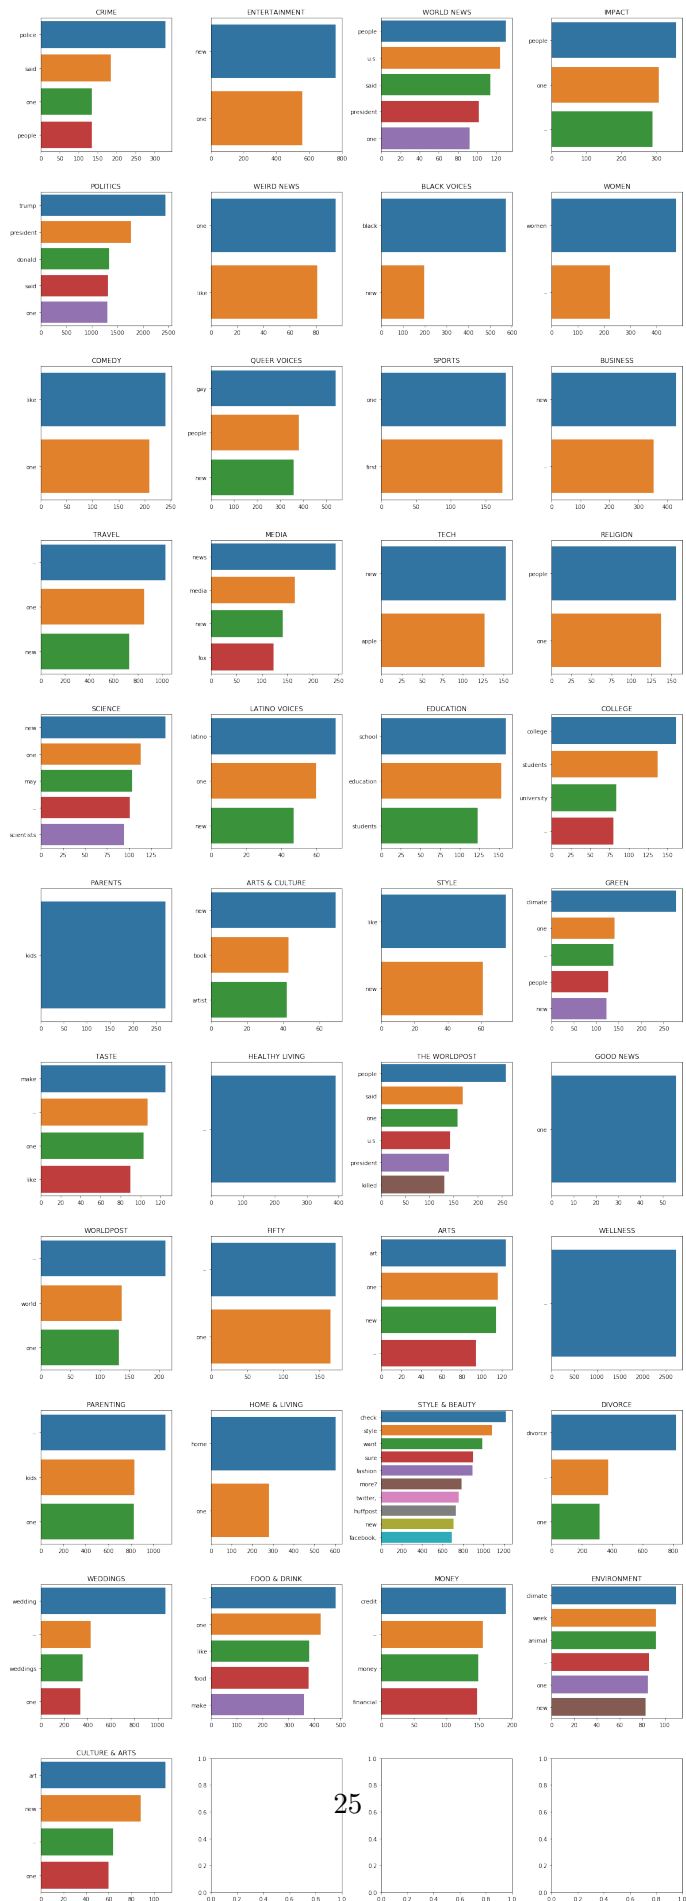 CRIME
police
said
one
people
0 50 100 150 200 250 300
ENTERTAINMENT
new
one
0 200 400 600 800
WORLD NEWS
people
u.s.
said
president
one
0 20 40 60 80 100 120
IMPACT
people
one
–
0 100 200 300
POLITICS
trump
president
donald
said
one
0 500 1000 1500 2000 2500
WEIRD NEWS
one
like
0 20 40 60 80
BLACK VOICES
black
new
0 100 200 300 400 500 600
WOMEN
women
–
0 100 200 300 400
COMEDY
like
one
0 50 100 150 200 250
QUEER VOICES
gay
people
new
0 100 200 300 400 500
SPORTS
one
first
0 50 100 150
BUSINESS
new
–
0 100 200 300 400
TRAVEL
–
one
new
0 200 400 600 800 1000
MEDIA
news
media
new
fox
0 50 100 150 200 250
TECH
new
apple
0 25 50 75 100 125 150
RELIGION
people
one
0 25 50 75 100 125 150
SCIENCE
new
one
may
–
scientists
0 25 50 75 100 125
LATINO VOICES
latino
one
new
0 20 40 60
EDUCATION
school
education
students
0 25 50 75 100 125 150
COLLEGE
college
students
university
–
0 25 50 75 100 125 150
PARENTS
kids
0 50 100 150 200 250
ARTS & CULTURE
new
book
artist
0 20 40 60
STYLE
like
new
0 20 40 60
GREEN
climate
one
–
people
new
0 50 100 150 200 250
TASTE
make
–
one
like
0 20 40 60 80 100 120
HEALTHY LIVING
–
0 100 200 300 400
THE WORLDPOST
people
said
one
u.s.
president
killed
0 50 100 150 200 250
GOOD NEWS
one
0 10 20 30 40 50
WORLDPOST
–
world
one
0 50 100 150 200
FIFTY
–
one
0 50 100 150
ARTS
art
one
new
–
0 20 40 60 80 100 120
WELLNESS
–
0 500 1000 1500 2000 2500
PARENTING
–
kids
one
0 200 400 600 800 1000
HOME & LIVING
home
one
0 100 200 300 400 500 600
STYLE & BEAUTY
check
style
want
sure
fashion
more?
twitter,
huffpost
new
facebook,
0 200 400 600 800 1000 1200
DIVORCE
divorce
–
one
0 200 400 600 800
WEDDINGS
wedding
–
weddings
one
0 200 400 600 800 1000
FOOD & DRINK
–
one
like
food
make
0 100 200 300 400 500
MONEY
credit
–
money
financial
0 50 100 150 200
ENVIRONMENT
climate
week
animal
–
one
new
0 20 40 60 80 100
CULTURE & ARTS
art
new
–
one
0 20 40 60 80 100
1.0
0.8
0.6
0.4
0.2
0.0
0.0 0.2 0.4 0.6 0.8 1.0
1.0
0.8
0.6
0.4
0.2
0.0
0.0 0.2 0.4 0.6 0.8 1.0
1.0
0.8
0.6
0.4
0.2
0.0
0.0 0.2 0.4 0.6 0.8 1.0
25